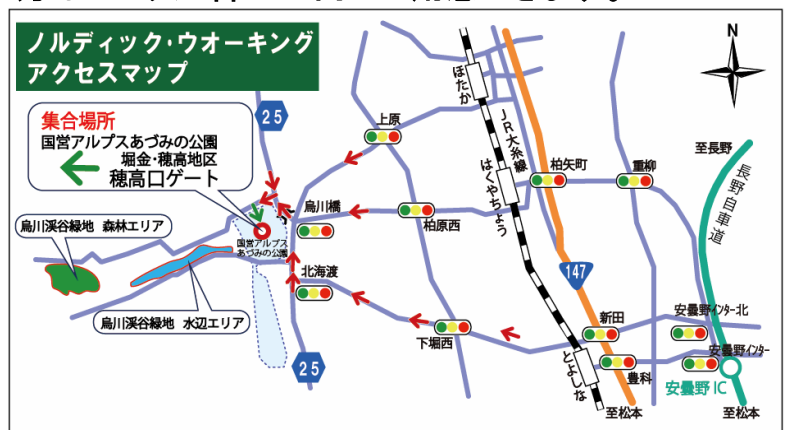 ノルディック・ウオーキング
アクセスマップ
集合場所
国営アルプスあづみの公園
堀金・穂高地区
穂高口ゲート
25
上原
ほたか
JR大糸線
はくやちょう
柏矢町
重柳
N
至長野
長野自車道
烏川渓谷緑地 森林エリア
烏川橋
柏原西
国営アルプス
あづみの公園
北海渡
烏川渓谷緑地 水辺エリア
147
下堀西
新田
安曇野インター北
安曇野インター
豊科
とよしな
安曇野IC
25
至松本
至松本